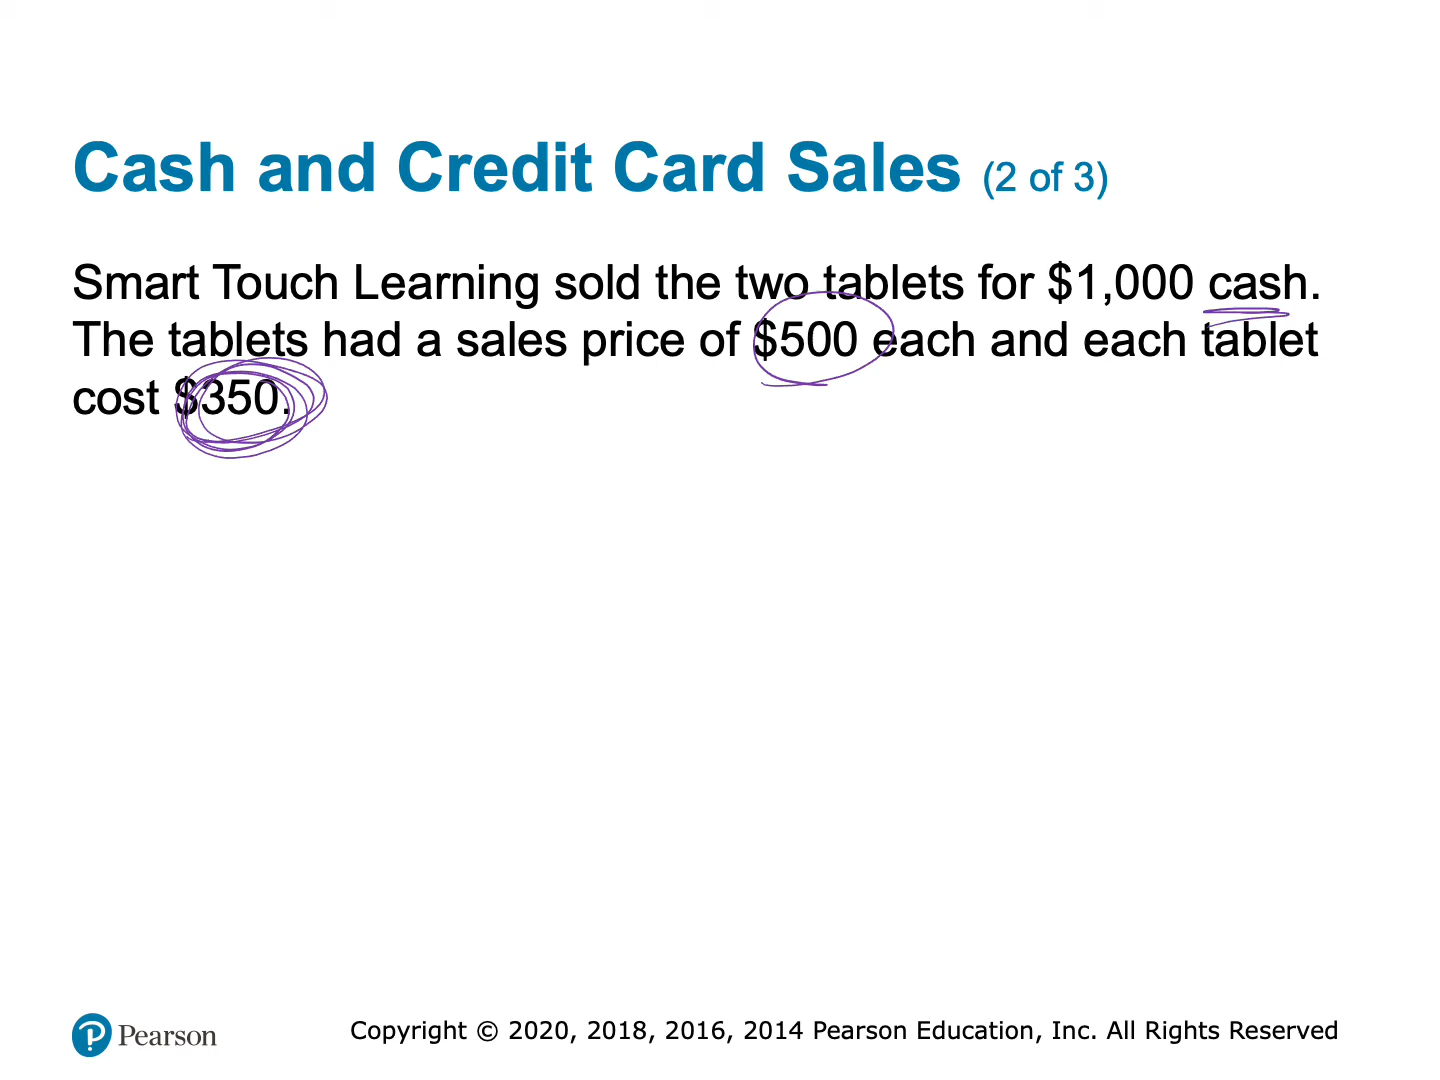 Cash and Credit Card Sales (2 of 3)
Smart Touch Learning sold the two tablets for $1,000 cash.
The tablets had a sales price of $500 each and each tablet
cost $350.
Pearson
Copyright © 2020, 2018, 2016, 2014 Pearson Education, Inc. All Rights Reserved